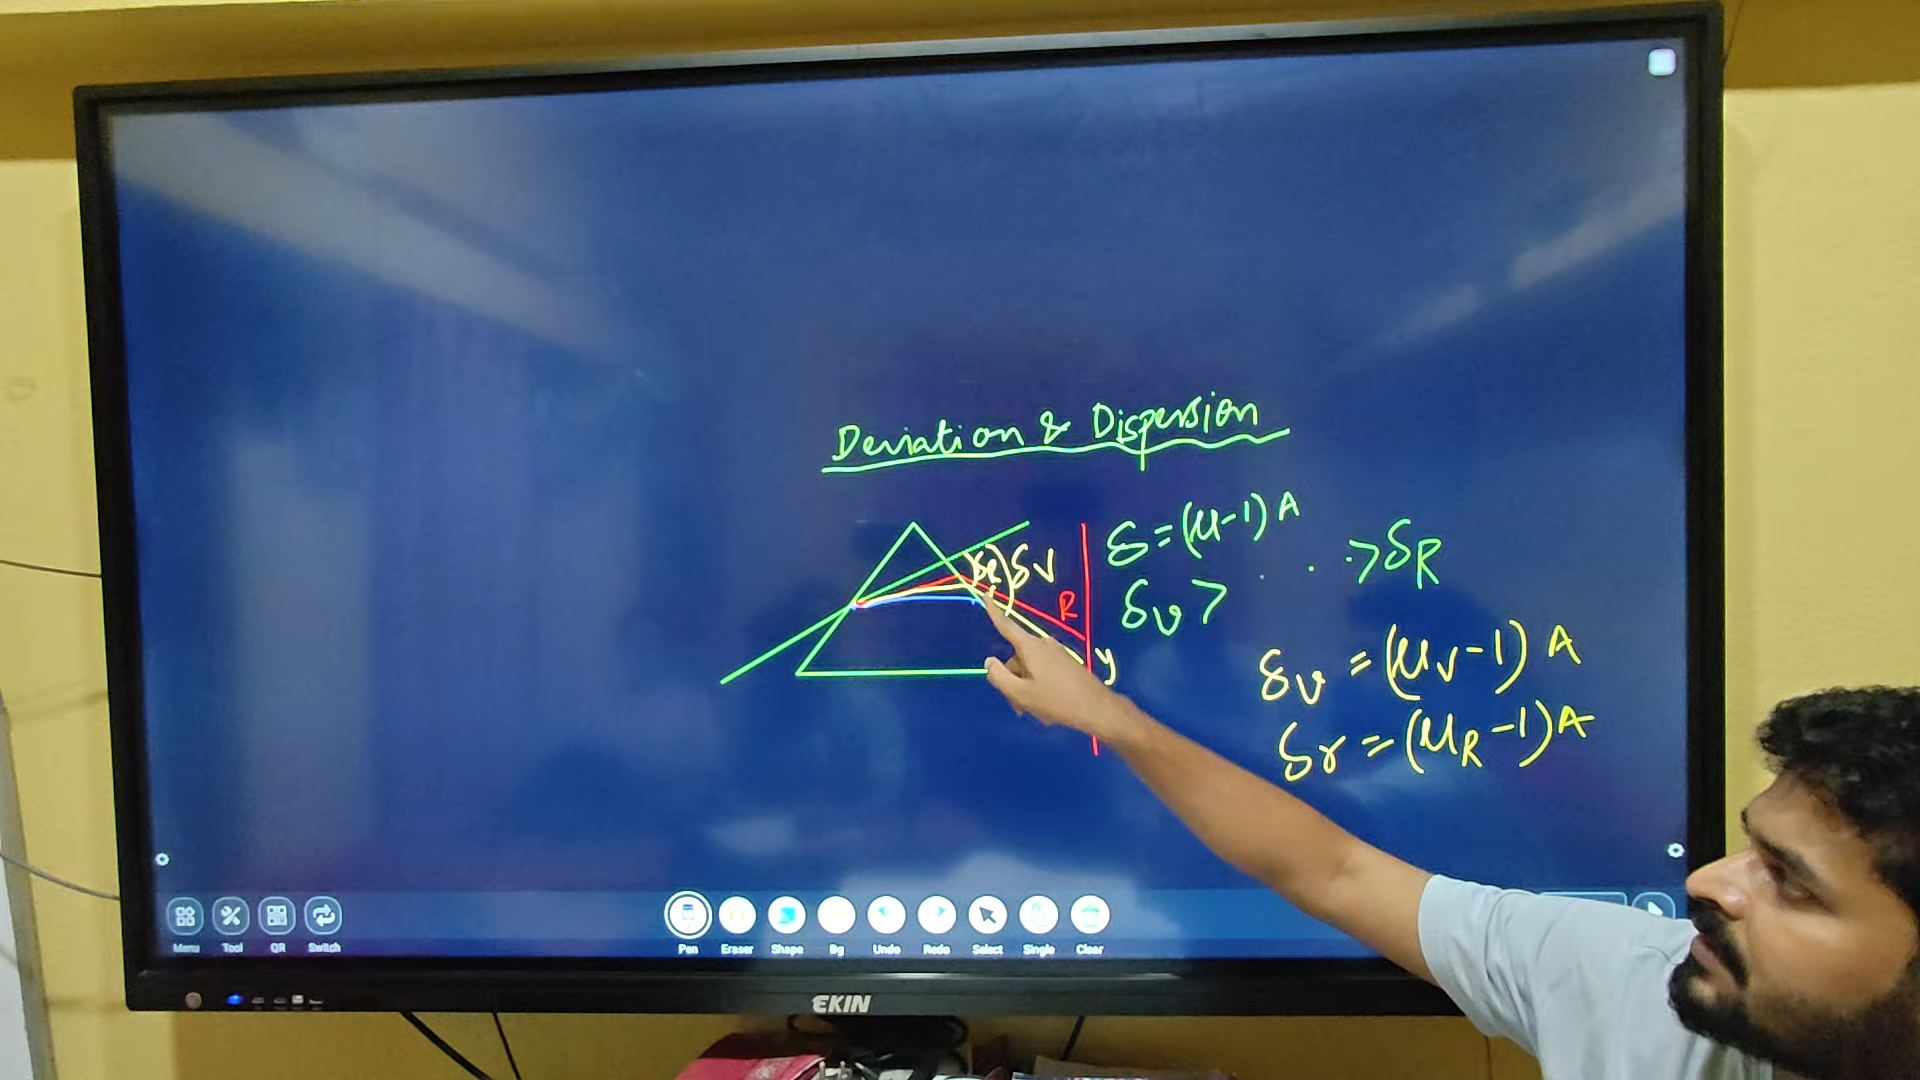 Deviation & Dispersion
δ = (μ-1) A
δv > . . . > δR
δR δv
R
y
δv = (μv-1) A
δr = (μR-1) A
Menu Tool QR Switch
Pen Eraser Shape Bg Undo Redo Select Single Clear
EKIN